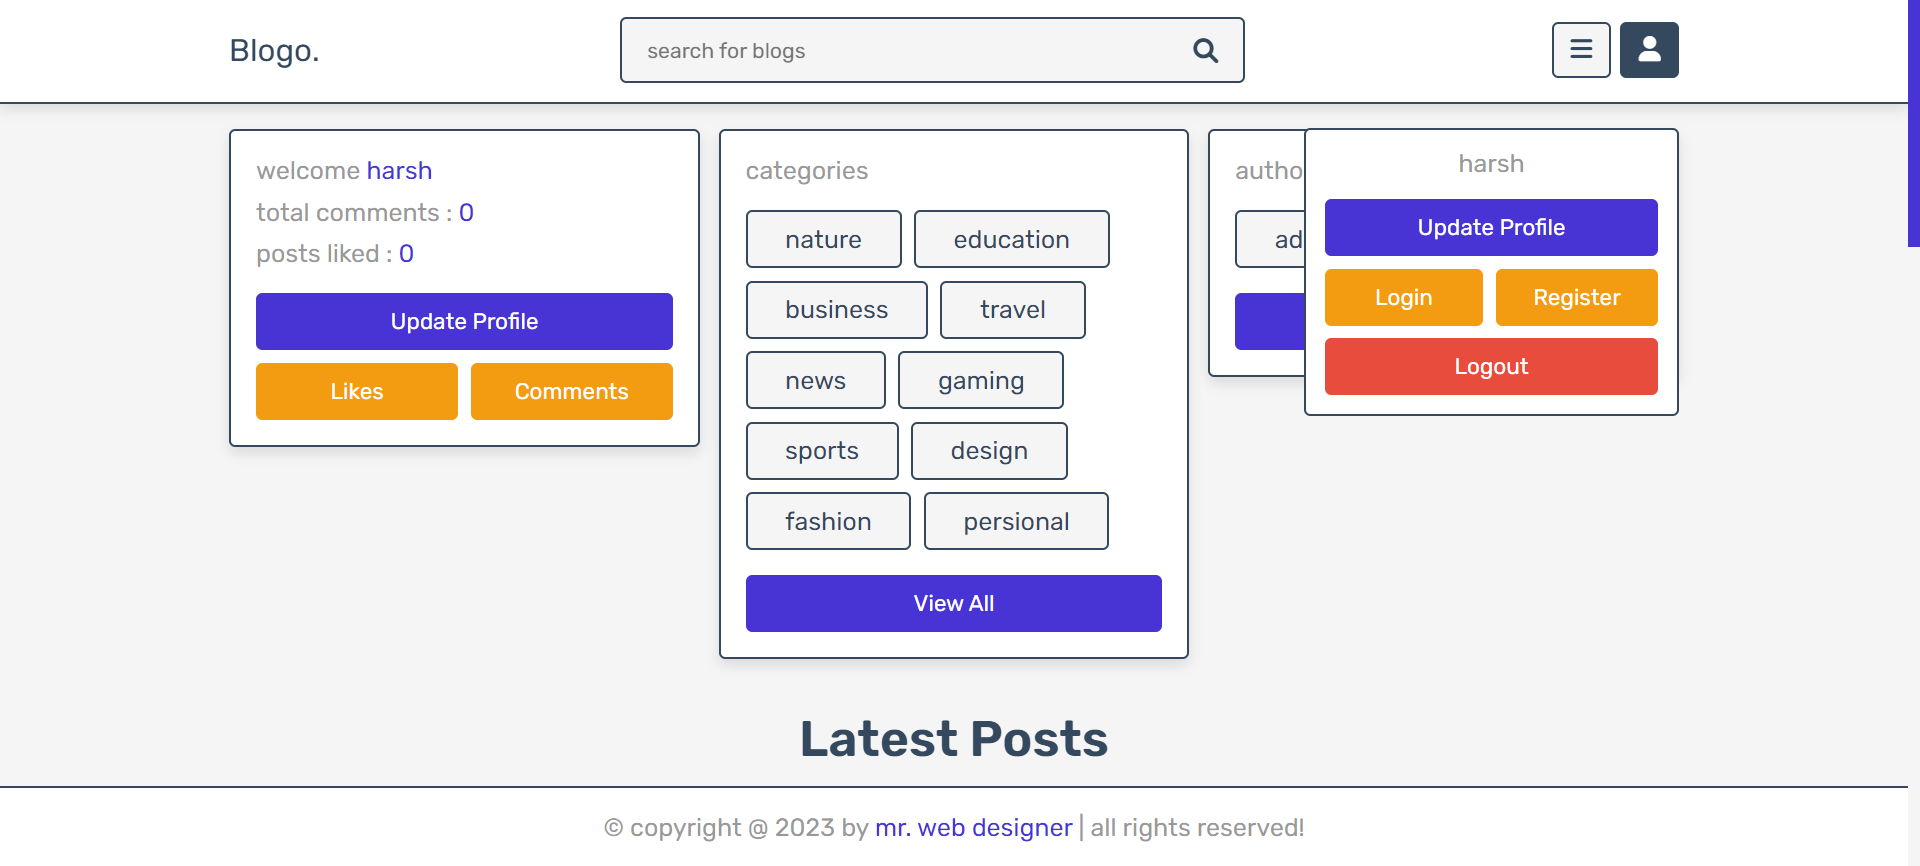 Blogo.
search for blogs
welcome harsh
total comments : 0
posts liked : 0
Update Profile
Likes Comments
categories
nature education
business travel
news gaming
sports design
fashion persional
View All
autho
ad
harsh
Update Profile
Login Register
Logout
Latest Posts
© copyright @ 2023 by mr. web designer | all rights reserved!